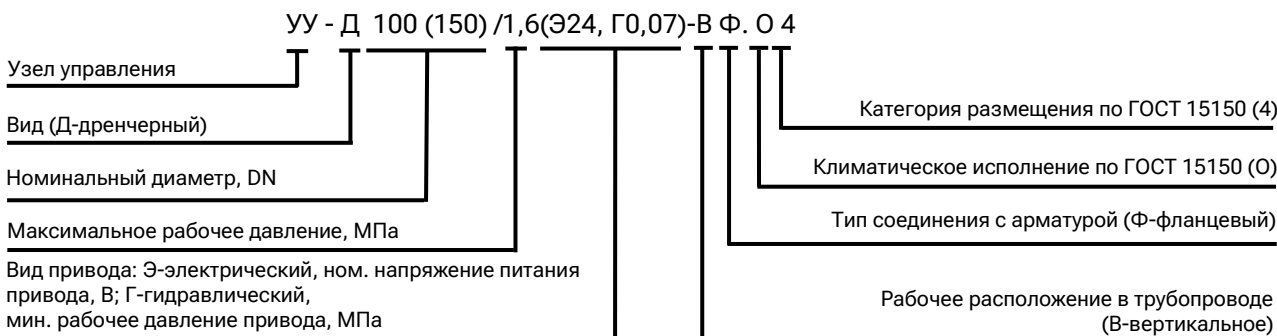 УУ - Д 100 (150) /1,6(Э24, Г0,07)-В Ф. О 4
Узел управления
Вид (Д-дренчерный)
Номинальный диаметр, DN
Максимальное рабочее давление, МПа
Вид привода: Э-электрический, ном. напряжение питания
привода, В; Г-гидравлический,
мин. рабочее давление привода, МПа
Категория размещения по ГОСТ 15150 (4)
Климатическое исполнение по ГОСТ 15150 (О)
Тип соединения с арматурой (Ф-фланцевый)
Рабочее расположение в трубопроводе
(В-вертикальное)